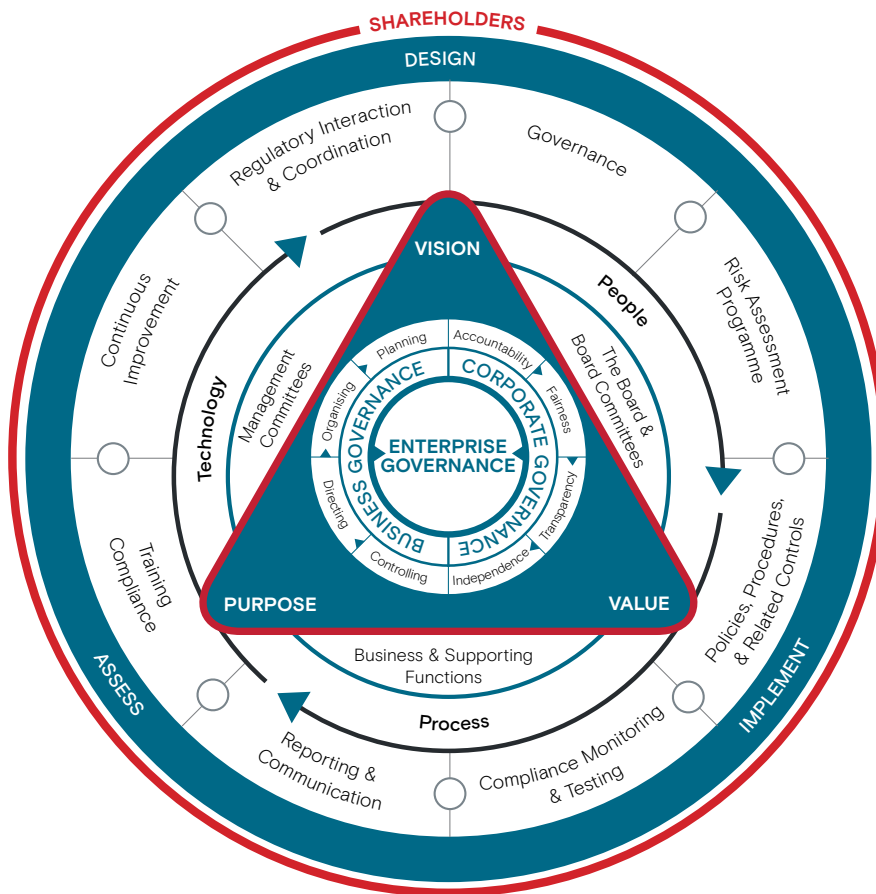 SHAREHOLDERS
DESIGN
Regulatory Interaction
& Coordination
Governance
Continuous
Improvement
Risk Assessment
Programme
VISION
People
Technology
Management
Committees
The Board &
Board Committees
Planning
Accountability
Organising
Fairness
BUSINESS GOVERNANCE
CORPORATE GOVERNANCE
ENTERPRISE
GOVERNANCE
Directing
Transparency
Controlling
Independence
PURPOSE
VALUE
Training
Compliance
Policies, Procedures,
& Related Controls
ASSESS
IMPLEMENT
Business & Supporting
Functions
Process
Reporting &
Communication
Compliance Monitoring
& Testing